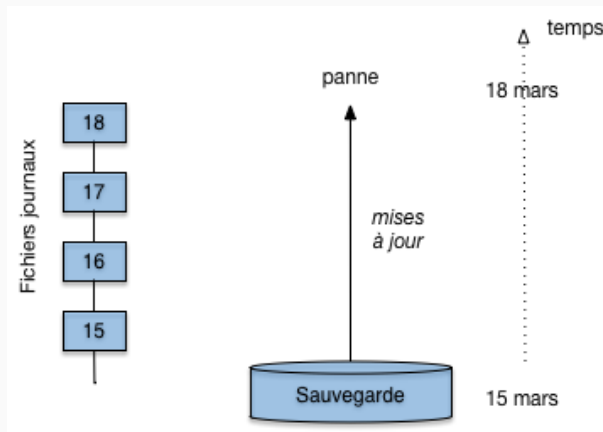 temps
panne
18 mars
18
17
mises
à jour
16
15
Fichiers journaux
Sauvegarde
15 mars